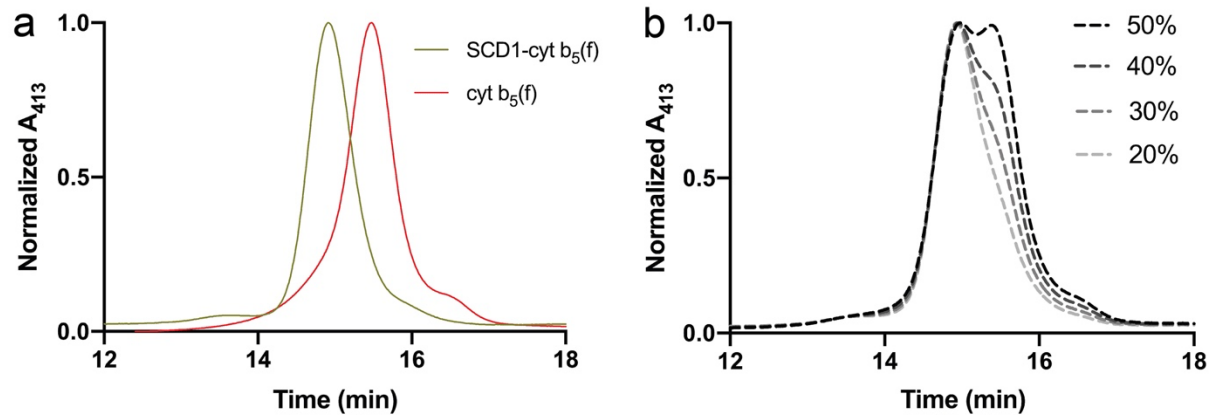 a
Normalized A₄₁₃
1.0
0.5
0.0
12 14 16 18
Time (min)
SCD1-cyt b₅(f)
cyt b₅(f)
b
Normalized A₄₁₃
1.0
0.5
0.0
12 14 16 18
Time (min)
50%
40%
30%
20%